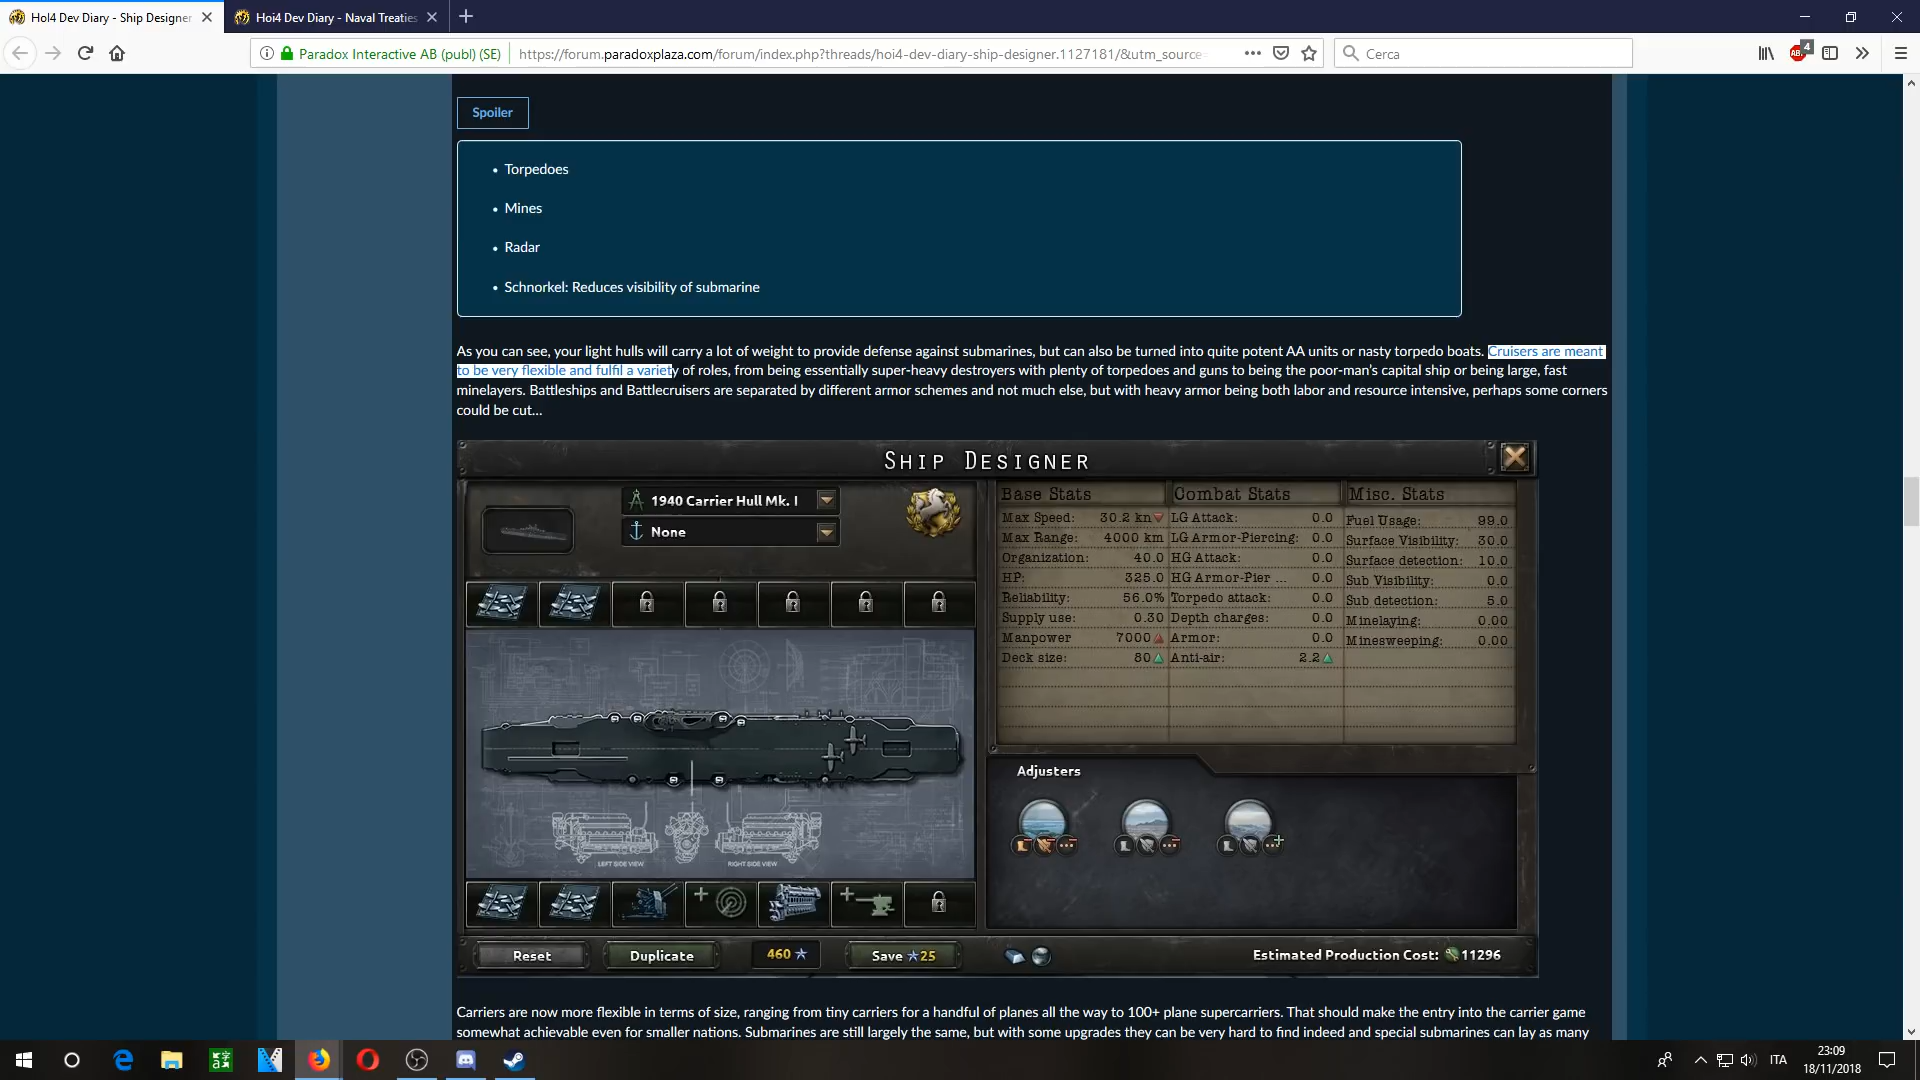 Hol4 Dev Diary - Ship Designer
Hoi4 Dev Diary - Naval Treaties
Paradox Interactive AB (publ) (SE)
https://forum.paradoxplaza.com/forum/index.php?threads/hoi4-dev-diary-ship-designer.1127181/&utm_source=
Cerca
4
Spoiler
• Torpedoes
• Mines
• Radar
• Schnorkel: Reduces visibility of submarine
As you can see, your light hulls will carry a lot of weight to provide defense against submarines, but can also be turned into quite potent AA units or nasty torpedo boats. Cruisers are meant
to be very flexible and fulfil a variety of roles, from being essentially super-heavy destroyers with plenty of torpedoes and guns to being the poor-man's capital ship or being large, fast
minelayers. Battleships and Battlecruisers are separated by different armor schemes and not much else, but with heavy armor being both labor and resource intensive, perhaps some corners
could be cut...
Ship Designer
1940 Carrier Hull Mk. I
None
Base Stats
Max Speed: 30.2 kn
Max Range: 4000 km
Organization: 40.0
HP: 325.0
Reliability: 56.0%
Supply use: 0.30
Manpower 7000
Deck size: 80
Combat Stats
LG Attack: 0.0
LG Armor-Piercing: 0.0
HG Attack: 0.0
HG Armor-Pier ... 0.0
Torpedo attack: 0.0
Depth charges: 0.0
Armor: 0.0
Anti-air: 2.2
Misc. Stats
Fuel Usage: 99.0
Surface Visibility: 30.0
Surface detection: 10.0
Sub Visibility: 0.0
Sub detection: 5.0
Minelaying: 0.00
Minesweeping: 0.00
LEFT SIDE VIEW
RIGHT SIDE VIEW
Adjusters
Reset
Duplicate
460
Save 25
Estimated Production Cost: 11296
Carriers are now more flexible in terms of size, ranging from tiny carriers for a handful of planes all the way to 100+ plane supercarriers. That should make the entry into the carrier game
somewhat achievable even for smaller nations. Submarines are still largely the same, but with some upgrades they can be very hard to find indeed and special submarines can lay as many
ITA
23:09
18/11/2018